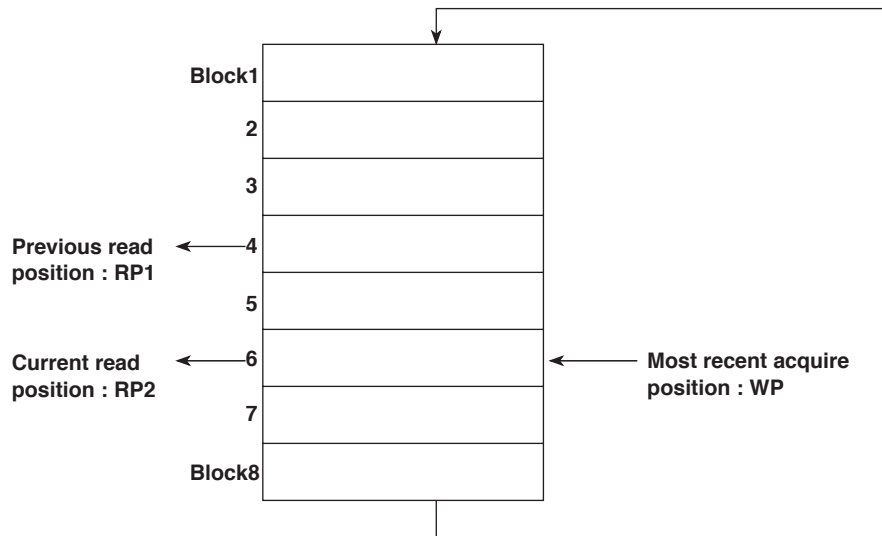 Block1
2
3
Previous read
position : RP1
4
5
Current read
position : RP2
6
Most recent acquire
position : WP
7
Block8